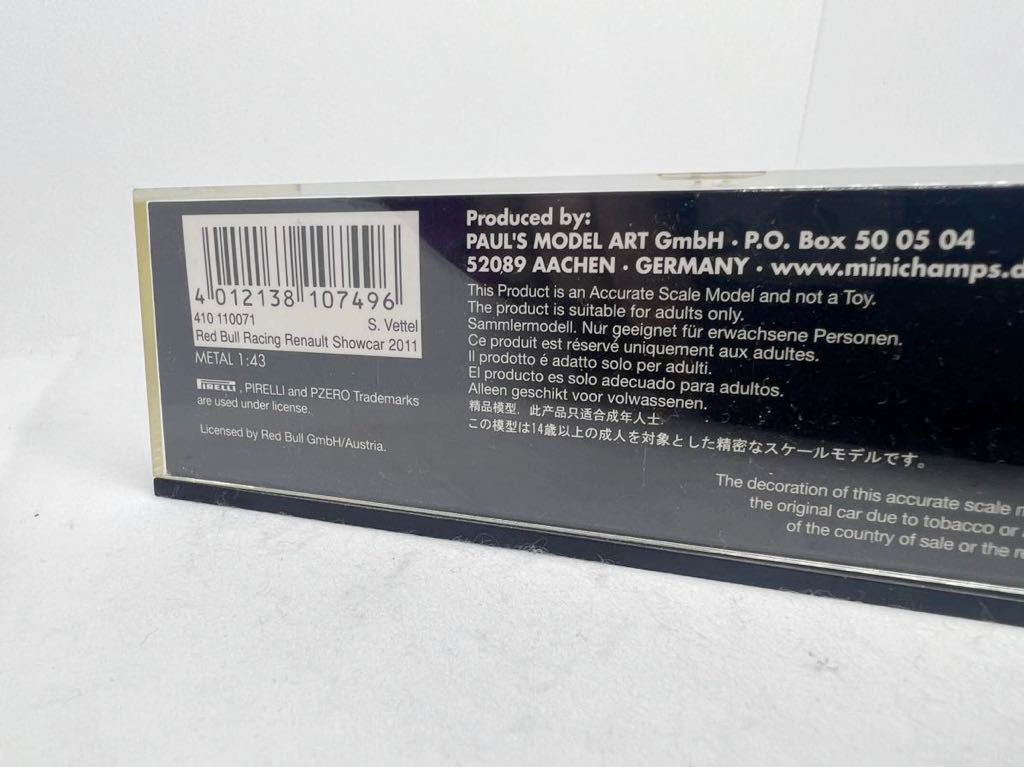 4 012138 107496
410 110071 S. Vettel
Red Bull Racing Renault Showcar 2011
METAL 1:43
PIRELLI, PIRELLI and PZERO Trademarks
are used under license.
Licensed by Red Bull GmbH/Austria.
Produced by:
PAUL'S MODEL ART GmbH · P.O. Box 50 05 04
52089 AACHEN · GERMANY · www.minichamps.d
This Product is an Accurate Scale Model and not a Toy.
The product is suitable for adults only.
Sammlermodell. Nur geeignet für erwachsene Personen.
Ce produit est réservé uniquement aux adultes.
Il prodotto é adatto solo per adulti.
El producto es solo adecuado para adultos.
Alleen geschikt voor volwassenen.
精品模型，此产品只适合成年人士。
この模型は14歳以上の成人を対象とした精密なスケールモデルです。
The decoration of this accurate scale
the original car due to tobacco or
of the country of sale or the